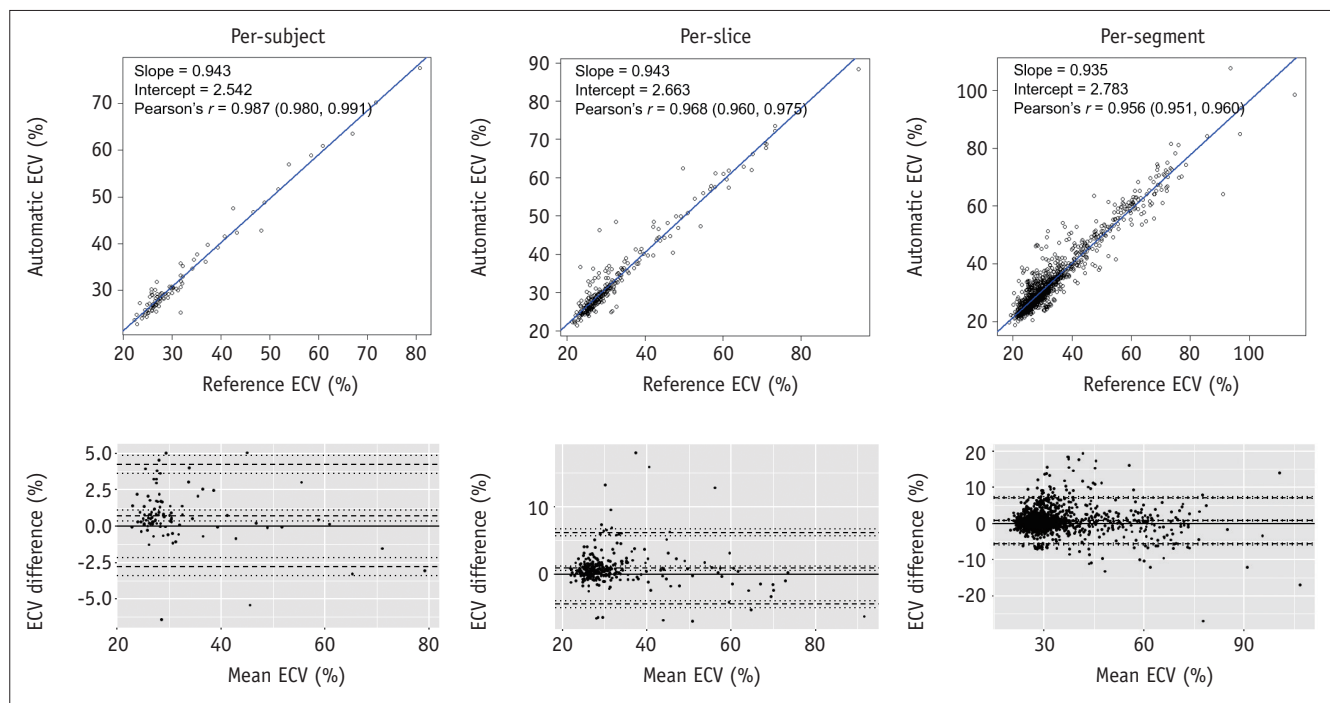 Per-subject
Slope = 0.943
Intercept = 2.542
Pearson's r = 0.987 (0.980, 0.991)
Automatic ECV (%)
70
60
50
40
30
20 30 40 50 60 70 80
Reference ECV (%)
Per-slice
Slope = 0.943
Intercept = 2.663
Pearson's r = 0.968 (0.960, 0.975)
Automatic ECV (%)
90
80
70
60
50
40
30
20
20 40 60 80
Reference ECV (%)
Per-segment
Slope = 0.935
Intercept = 2.783
Pearson's r = 0.956 (0.951, 0.960)
Automatic ECV (%)
100
80
60
40
20
20 40 60 80 100
Reference ECV (%)
ECV difference (%)
5.0
2.5
0.0
-2.5
-5.0
20 40 60 80
Mean ECV (%)
ECV difference (%)
10
0
20 40 60 80
Mean ECV (%)
ECV difference (%)
20
10
0
-10
-20
30 60 90
Mean ECV (%)